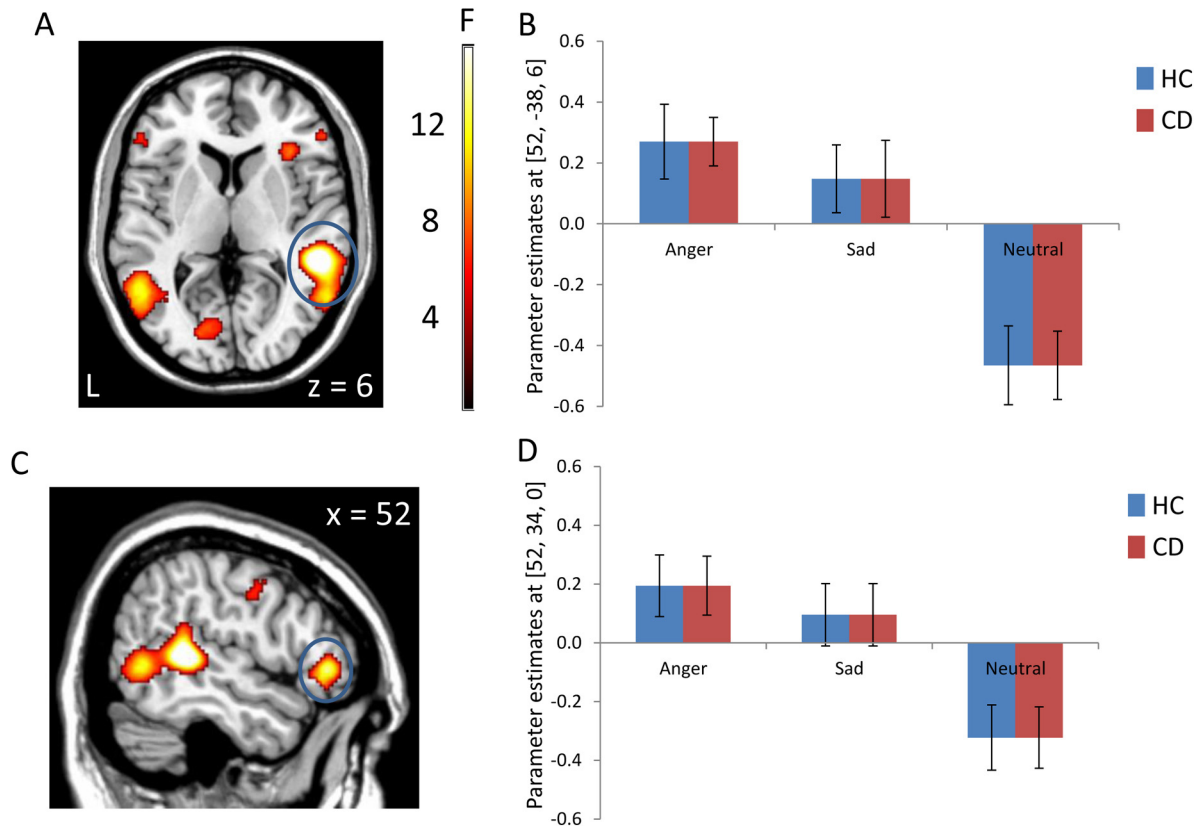 A
F
12
8
4
L
z = 6
B
Parameter estimates at [52, -38, 6]
0.6
0.4
0.2
0.0
-0.2
-0.4
-0.6
Anger
Sad
Neutral
HC
CD
C
x = 52
D
Parameter estimates at [52, 34, 0]
0.6
0.4
0.2
0.0
-0.2
-0.4
-0.6
Anger
Sad
Neutral
HC
CD